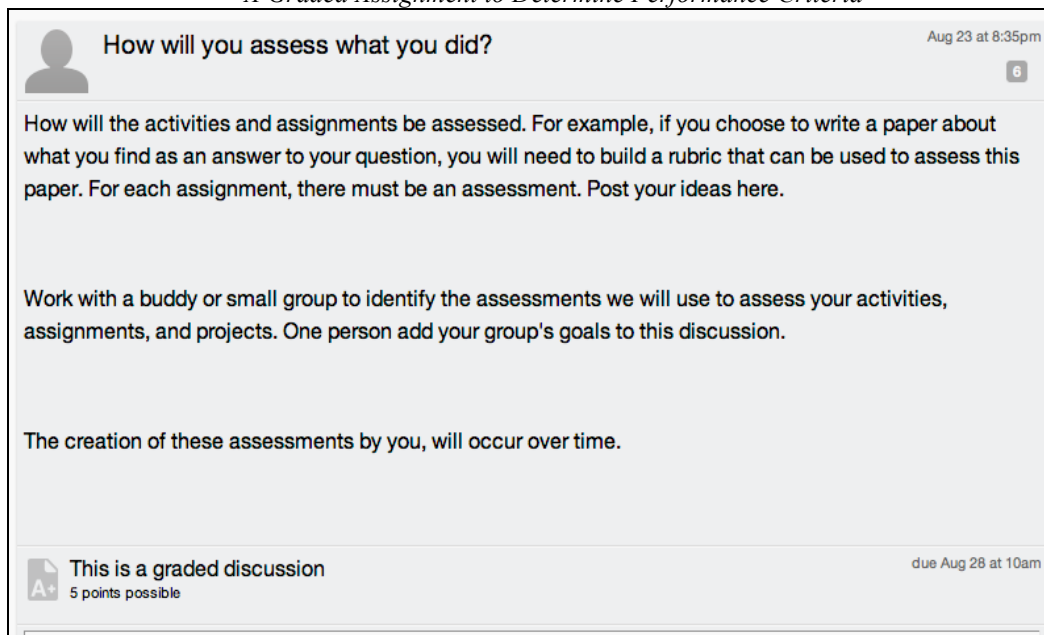 A Graded Assignment to Determine Performance Criteria
How will you assess what you did?
Aug 23 at 8:35pm
6
How will the activities and assignments be assessed. For example, if you choose to write a paper about
what you find as an answer to your question, you will need to build a rubric that can be used to assess this
paper. For each assignment, there must be an assessment. Post your ideas here.
Work with a buddy or small group to identify the assessments we will use to assess your activities,
assignments, and projects. One person add your group's goals to this discussion.
The creation of these assessments by you, will occur over time.
A+
This is a graded discussion
due Aug 28 at 10am
5 points possible